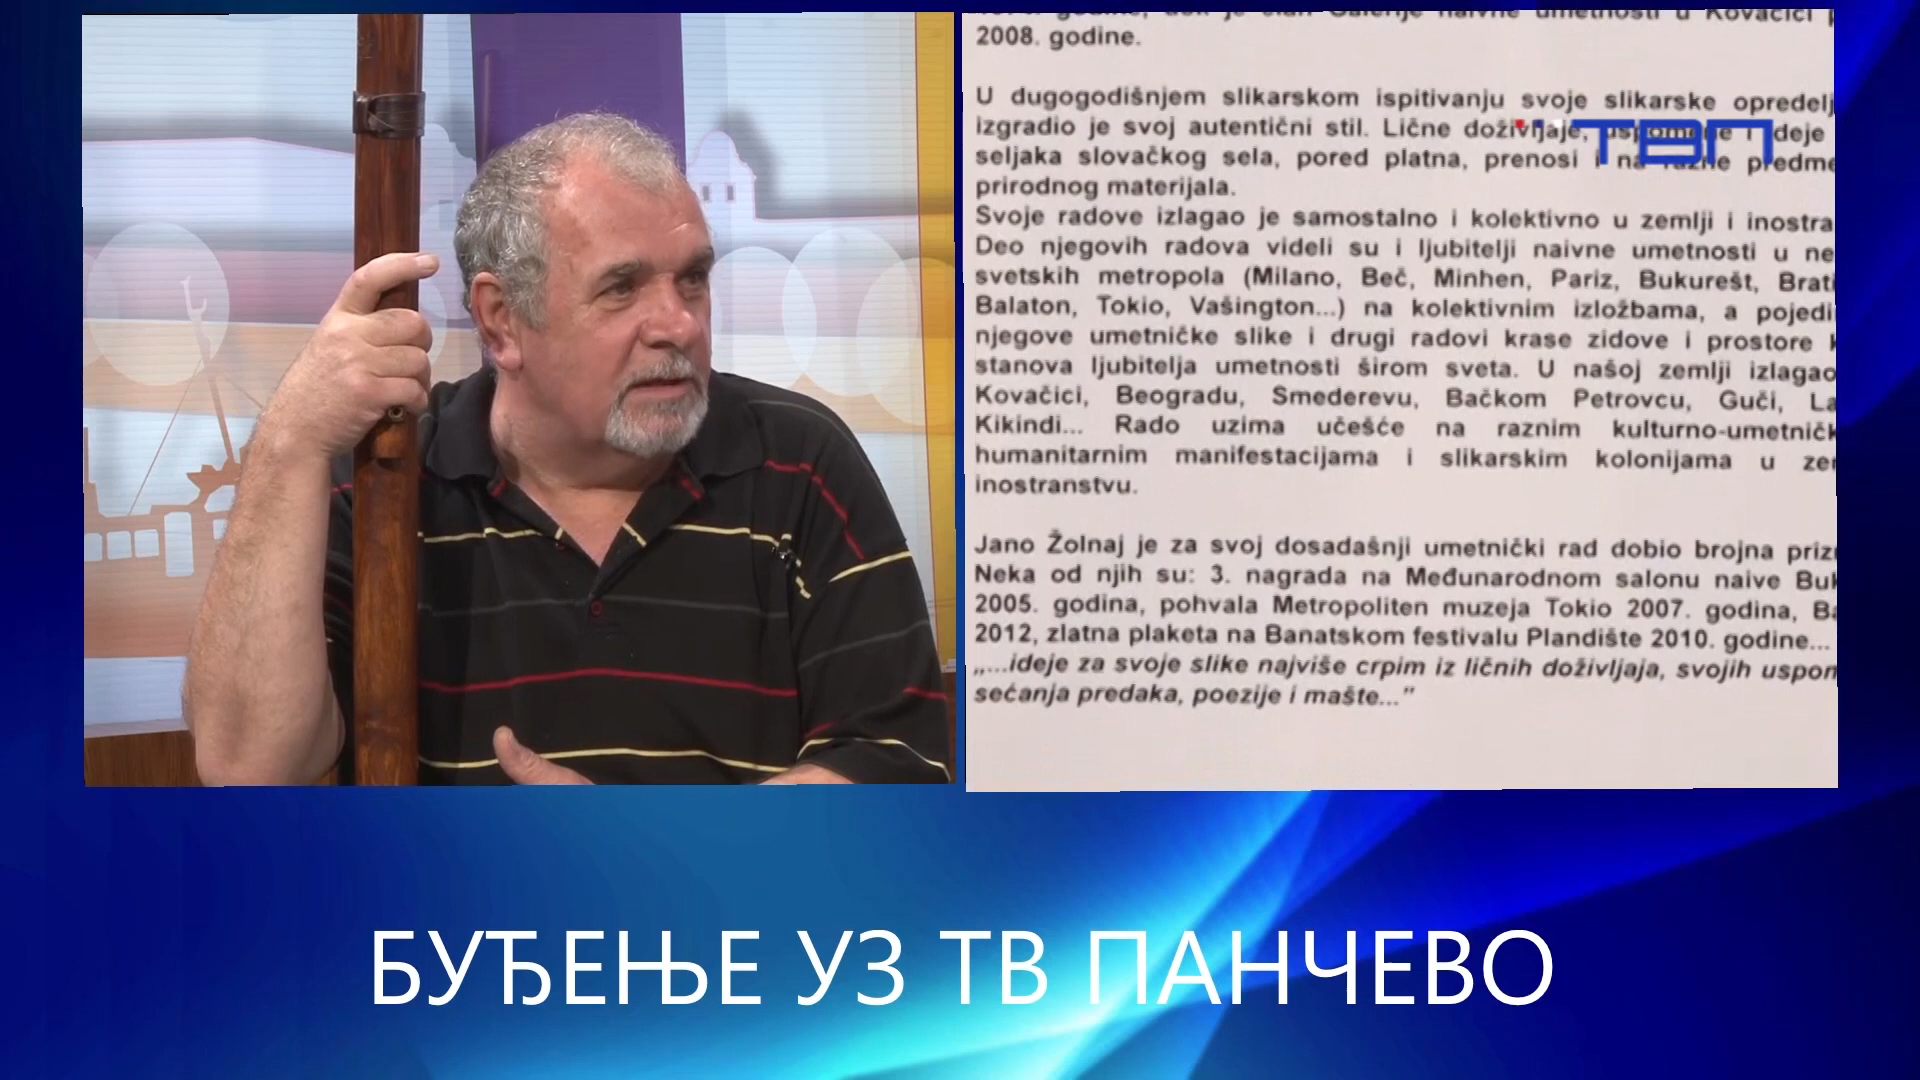 2008. godine.
U dugogodišnjem slikarskom ispitivanju svoje slikarske
izgradio je svoj autentični stil. Lične doživljaje, uspomene i ideje
seljaka slovačkog sela, pored platna, prenosi i na razne
prirodnog materijala.
Svoje radove izlagao je samostalno i kolektivno u zemlji i
Deo njegovih radova videli su i ljubitelji naivne umetnosti u
svetskih metropola (Milano, Beč, Minhen, Pariz, Bukurešt,
Balaton, Tokio, Vašington...) na kolektivnim izložbama, a
njegove umetničke slike i drugi radovi krase zidove i prostore
stanova ljubitelja umetnosti širom sveta. U našoj zemlji izlagao
Kovačici, Beogradu, Smederevu, Bačkom Petrovcu, Guči,
Kikindi... Rado uzima učešće na raznim
humanitarnim manifestacijama i slikarskim kolonijama u
inostranstvu.
Jano Žolnaj je za svoj dosadašnji umetnički rad dobio brojna
Neka od njih su: 3. nagrada na Međunarodnom salonu naive
2005. godina, pohvala Metropoliten muzeja Tokio 2007. godina,
2012, zlatna plaketa na Banatskom festivalu Plandište 2010. godine...
„...ideje za svoje slike najviše crpim iz ličnih doživljaja, svojih
sećanja predaka, poezije i mašte...”
ТВП
БУЂЕЊЕ УЗ ТВ ПАНЧЕВО